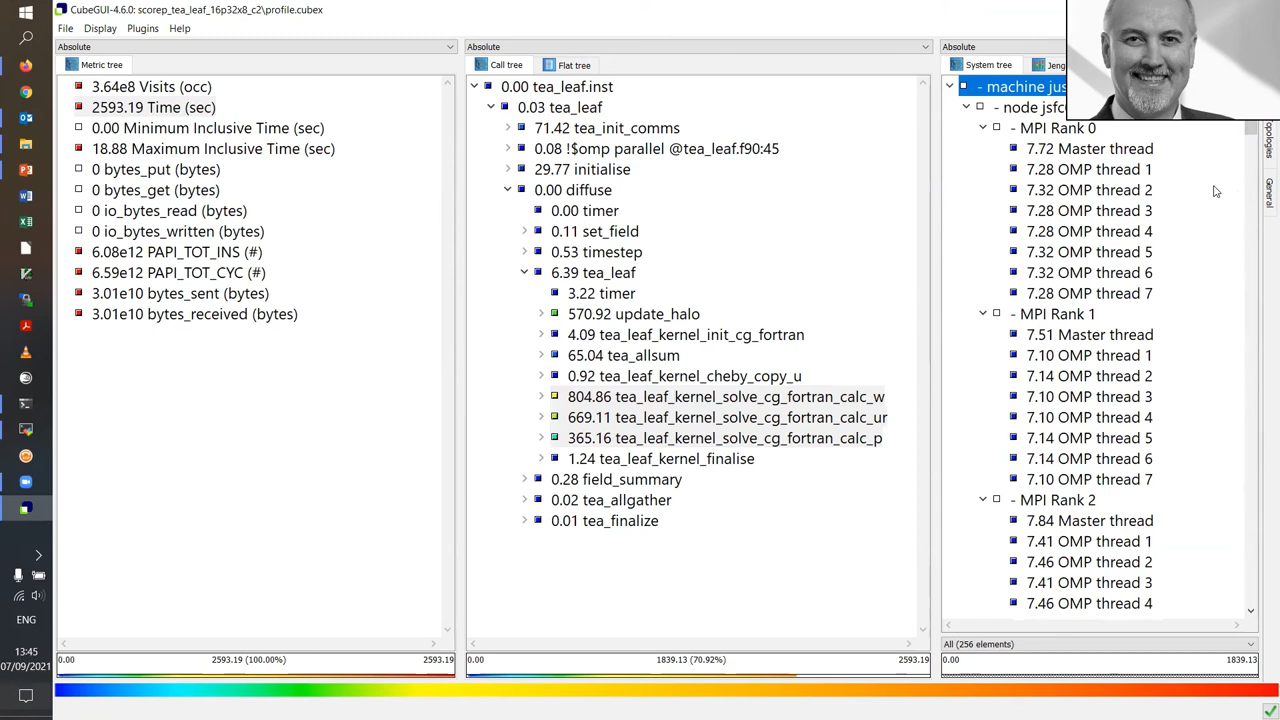 CubeGUI-4.6.0: scorep_tea_leaf_16p32x8_c2\profile.cubex
File Display Plugins Help
Absolute
Metric tree
3.64e8 Visits (occ)
2593.19 Time (sec)
0.00 Minimum Inclusive Time (sec)
18.88 Maximum Inclusive Time (sec)
0 bytes_put (bytes)
0 bytes_get (bytes)
0 io_bytes_read (bytes)
0 io_bytes_written (bytes)
6.08e12 PAPI_TOT_INS (#)
6.59e12 PAPI_TOT_CYC (#)
3.01e10 bytes_sent (bytes)
3.01e10 bytes_received (bytes)
0.00 2593.19 (100.00%) 2593.19
Absolute
Call tree Flat tree
0.00 tea_leaf.inst
0.03 tea_leaf
71.42 tea_init_comms
0.08 !$omp parallel @tea_leaf.f90:45
29.77 initialise
0.00 diffuse
0.00 timer
0.11 set_field
0.53 timestep
6.39 tea_leaf
3.22 timer
570.92 update_halo
4.09 tea_leaf_kernel_init_cg_fortran
65.04 tea_allsum
0.92 tea_leaf_kernel_cheby_copy_u
804.86 tea_leaf_kernel_solve_cg_fortran_calc_w
669.11 tea_leaf_kernel_solve_cg_fortran_calc_ur
365.16 tea_leaf_kernel_solve_cg_fortran_calc_p
1.24 tea_leaf_kernel_finalise
0.28 field_summary
0.02 tea_allgather
0.01 tea_finalize
0.00 1839.13 (70.92%) 2593.19
Absolute
System tree
- machine
- node
- MPI Rank 0
7.72 Master thread
7.28 OMP thread 1
7.32 OMP thread 2
7.28 OMP thread 3
7.28 OMP thread 4
7.32 OMP thread 5
7.32 OMP thread 6
7.28 OMP thread 7
- MPI Rank 1
7.51 Master thread
7.10 OMP thread 1
7.14 OMP thread 2
7.10 OMP thread 3
7.10 OMP thread 4
7.14 OMP thread 5
7.14 OMP thread 6
7.10 OMP thread 7
- MPI Rank 2
7.84 Master thread
7.41 OMP thread 1
7.46 OMP thread 2
7.41 OMP thread 3
7.46 OMP thread 4
All (256 elements)
0.00 1839.13
General
ENG
13:45
07/09/2021